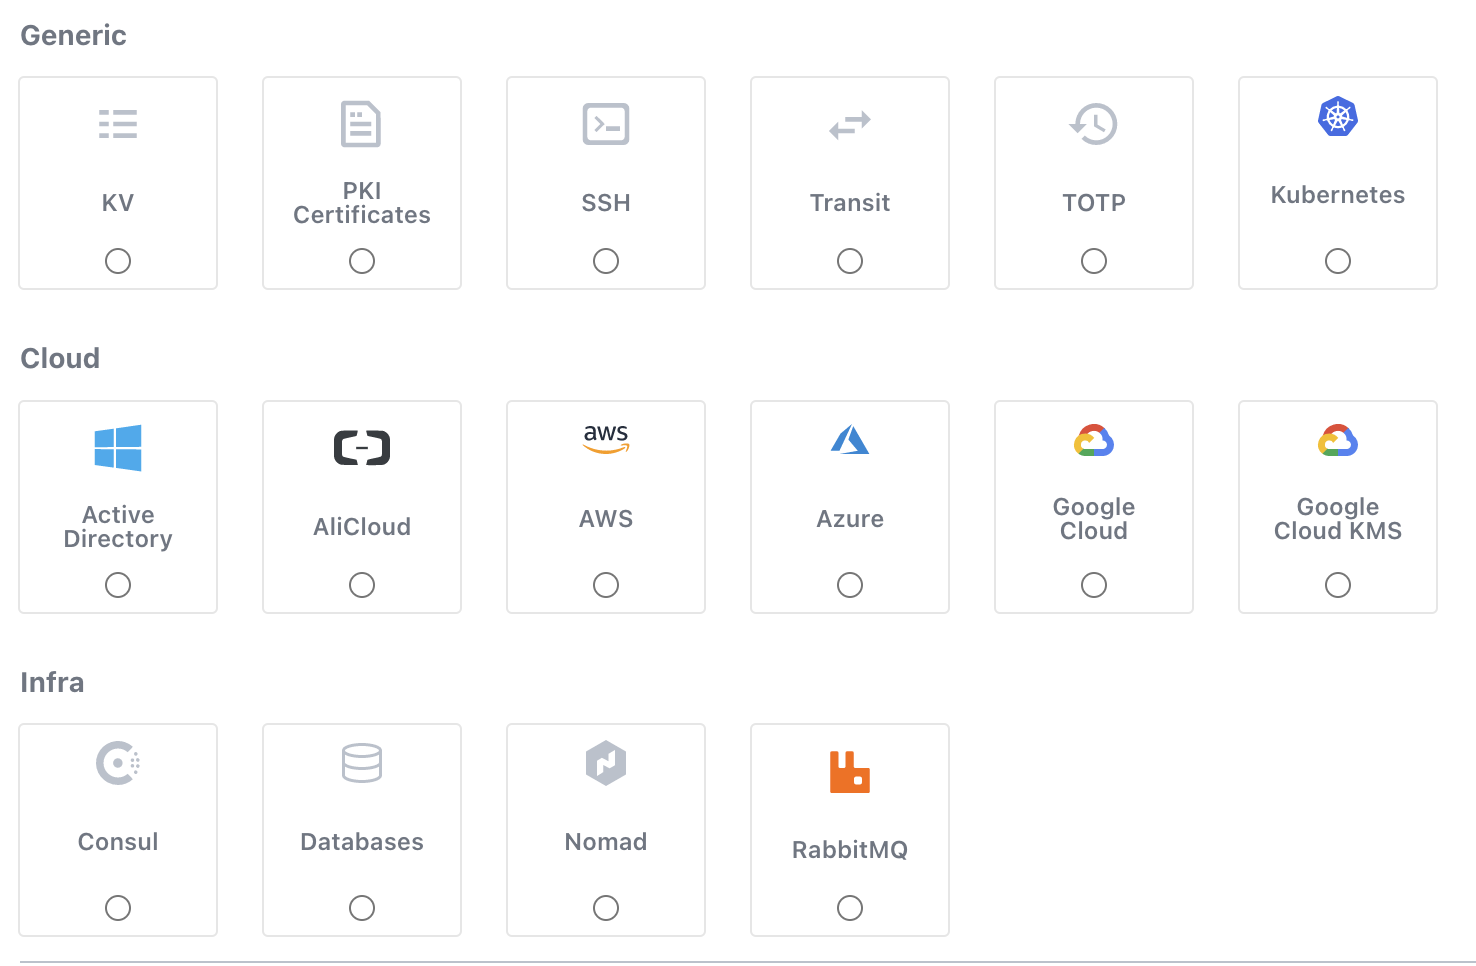 Generic
KV
PKI
Certificates
SSH
Transit
TOTP
Kubernetes
Cloud
Active
Directory
AliCloud
aws
AWS
Azure
Google
Cloud
Google
Cloud KMS
Infra
Consul
Databases
Nomad
RabbitMQ